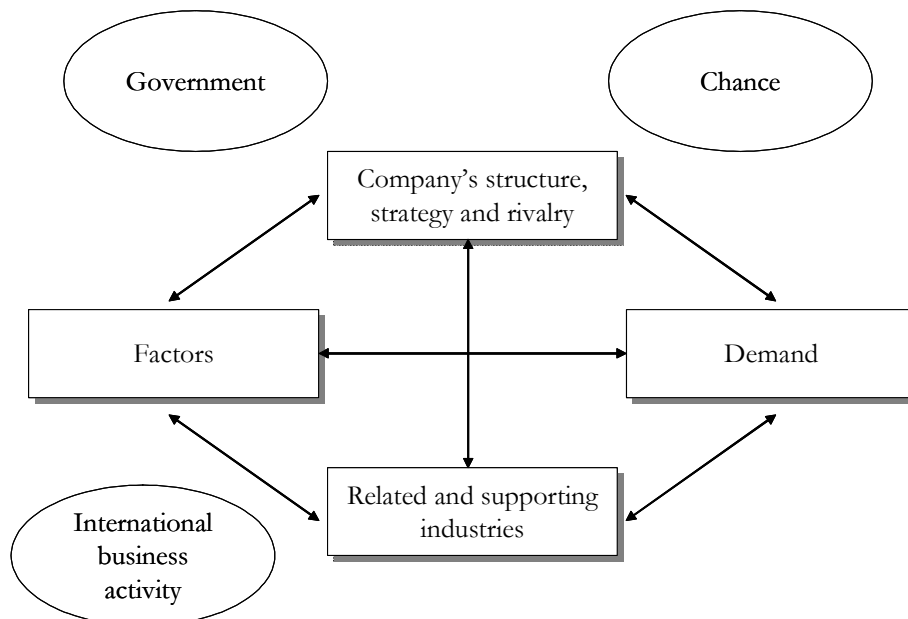 Government
Chance
Company’s structure,
strategy and rivalry
Factors
Demand
Related and supporting
industries
International
business
activity